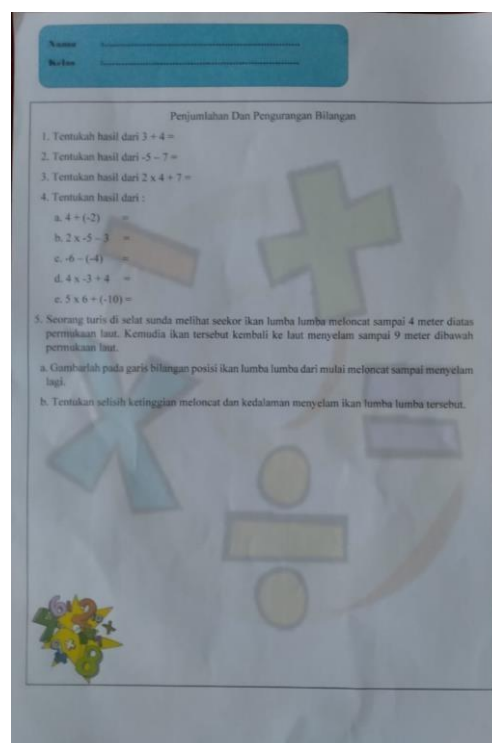 Nama
Kelas
Penjumlahan Dan Pengurangan Bilangan
1. Tentukah hasil dari 3 + 4 =
2. Tentukan hasil dari -5 – 7 =
3. Tentukan hasil dari 2 x 4 + 7 =
4. Tentukan hasil dari :
a. 4 + (-2) =
b. 2 x -5 – 3 =
c. -6 – (-4) =
d. 4 x -3 + 4 =
e. 5 x 6 + (-10) =
5. Seorang turis di selat sunda melihat seekor ikan lumba lumba meloncat sampai 4 meter diatas
permukaan laut. Kemudia ikan tersebut kembali ke laut menyelam sampai 9 meter dibawah
permukaan laut.
a. Gambarlah pada garis bilangan posisi ikan lumba lumba dari mulai meloncat sampai menyelam
lagi.
b. Tentukan selisih ketinggian meloncat dan kedalaman menyelam ikan lumba lumba tersebut.